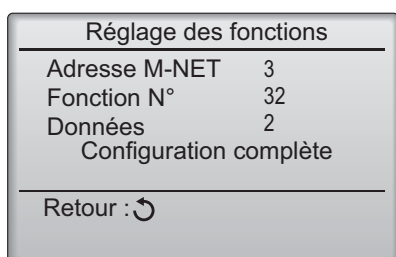 Réglage des fonctions
Adresse M-NET 3
Fonction N° 32
Données 2
Configuration complète
Retour :